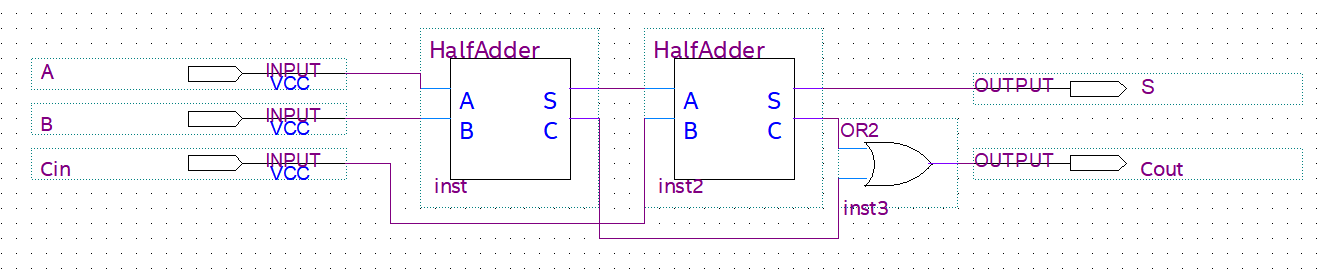 HalfAdder HalfAdder
A INPUT VCC
A S A S OUTPUT S
B INPUT VCC
B C B C OR2
Cin INPUT VCC
OUTPUT Cout
inst inst2
inst3